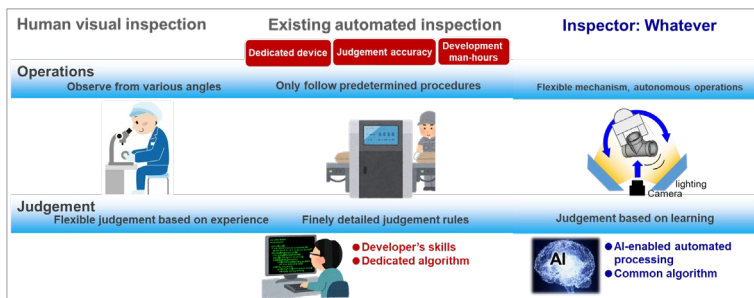 Human visual inspection
Existing automated inspection
Inspector: Whatever
Dedicated device
Judgement accuracy
Development
man-hours
Operations
Observe from various angles
Only follow predetermined procedures
Flexible mechanism, autonomous operations
lighting
Camera
Judgement
Flexible judgement based on experience
Finely detailed judgement rules
Judgement based on learning
● Developer's skills
● Dedicated algorithm
AI
● AI-enabled automated
processing
● Common algorithm